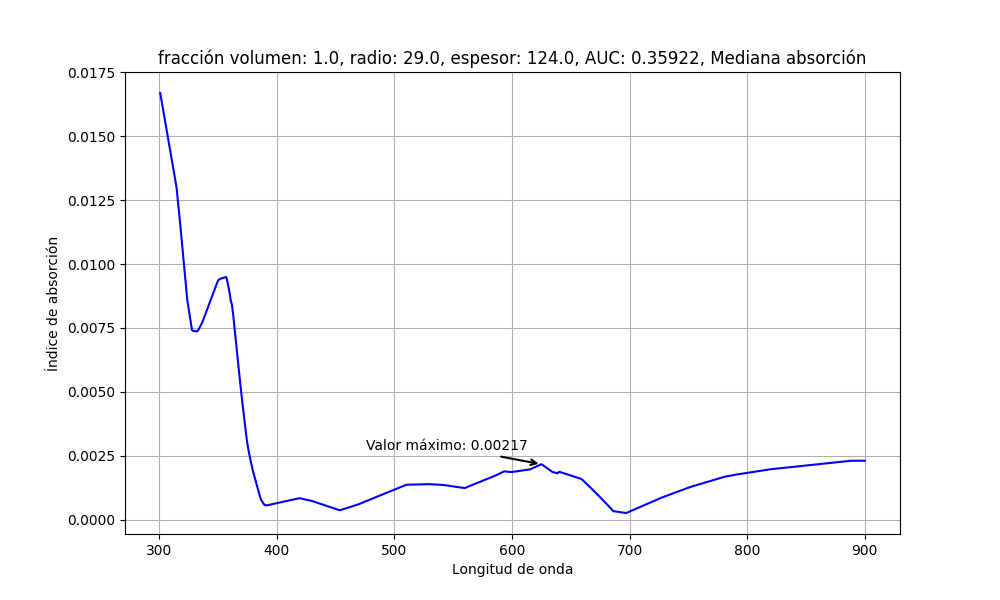 fracción volumen: 1.0, radio: 29.0, espesor: 124.0, AUC: 0.35922, Mediana absorción
0.0175
0.0150
0.0125
0.0100
0.0075
0.0050
0.0025
0.0000
Índice de absorción
Valor máximo: 0.00217
300 400 500 600 700 800 900
Longitud de onda